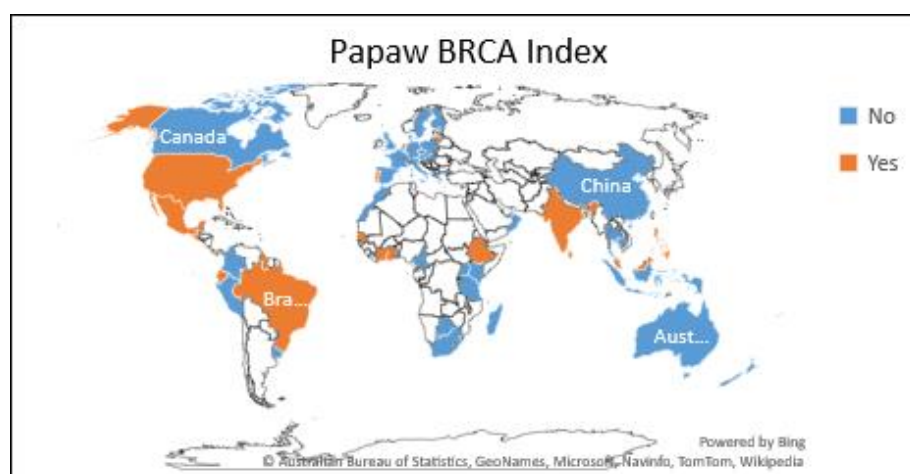 Papaw BRCA Index
No
Yes
Canada
China
Bra...
Aust...
Powered by Bing
© Australian Bureau of Statistics, GeoNames, Microsoft, Navinfo, TomTom, Wikipedia